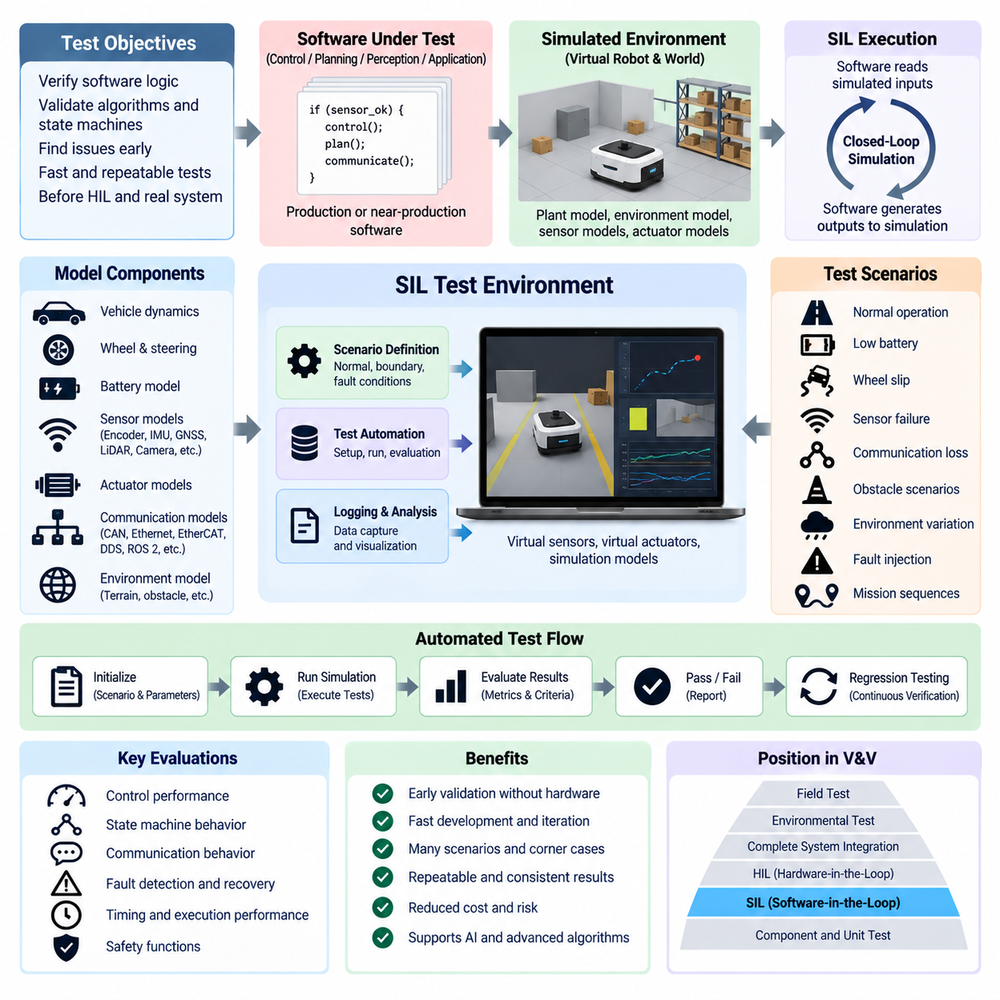 Test Objectives
Verify software logic
Validate algorithms and
state machines
Find issues early
Fast and repeatable tests
Before HIL and real system
Software Under Test
(Control / Planning / Perception / Application)
if (sensor_ok) {
control();
plan();
communicate();
}
Production or near-production
software
Simulated Environment
(Virtual Robot & World)
Plant model, environment model,
sensor models, actuator models
SIL Execution
Software reads
simulated inputs
Closed-Loop
Simulation
Software generates
outputs to simulation
Model Components
Vehicle dynamics
Wheel & steering
Battery model
Sensor models
(Encoder, IMU, GNSS,
LiDAR, Camera, etc.)
Actuator models
Communication models
(CAN, Ethernet, EtherCAT,
DDS, ROS 2, etc.)
Environment model
(Terrain, obstacle, etc.)
SIL Test Environment
Scenario Definition
Normal, boundary,
fault conditions
Test Automation
Setup, run, evaluation
Logging & Analysis
Data capture
and visualization
Virtual sensors, virtual actuators,
simulation models
Test Scenarios
Normal operation
Low battery
Wheel slip
Sensor failure
Communication loss
Obstacle scenarios
Environment variation
Fault injection
Mission sequences
Automated Test Flow
Initialize
(Scenario & Parameters)
Run Simulation
(Execute Tests)
Evaluate Results
(Metrics & Criteria)
Pass / Fail
(Report)
Regression Testing
(Continuous Verification)
Key Evaluations
Control performance
State machine behavior
Communication behavior
Fault detection and recovery
Timing and execution performance
Safety functions
Benefits
Early validation without hardware
Fast development and iteration
Many scenarios and corner cases
Repeatable and consistent results
Reduced cost and risk
Supports AI and advanced algorithms
Position in V&V
Field Test
Environmental Test
Complete System Integration
HIL (Hardware-in-the-Loop)
SIL (Software-in-the-Loop)
Component and Unit Test